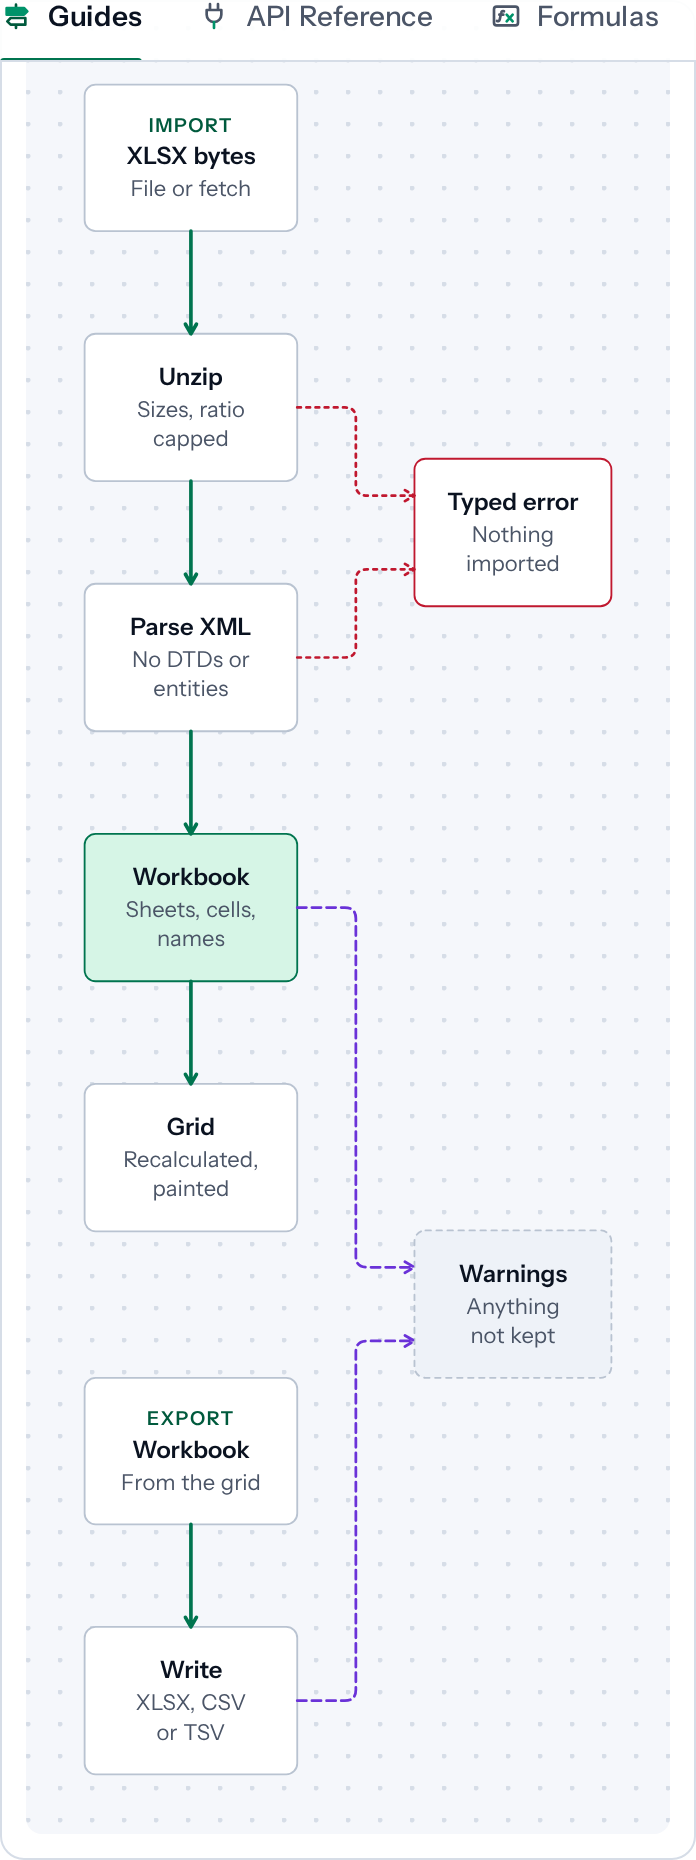 Guides
API Reference
fx
Formulas
IMPORT
XLSX bytes
File or fetch
Unzip
Sizes, ratio
capped
Typed error
Nothing
imported
Parse XML
No DTDs or
entities
Workbook
Sheets, cells,
names
Grid
Recalculated,
painted
Warnings
Anything
not kept
EXPORT
Workbook
From the grid
Write
XLSX, CSV
or TSV